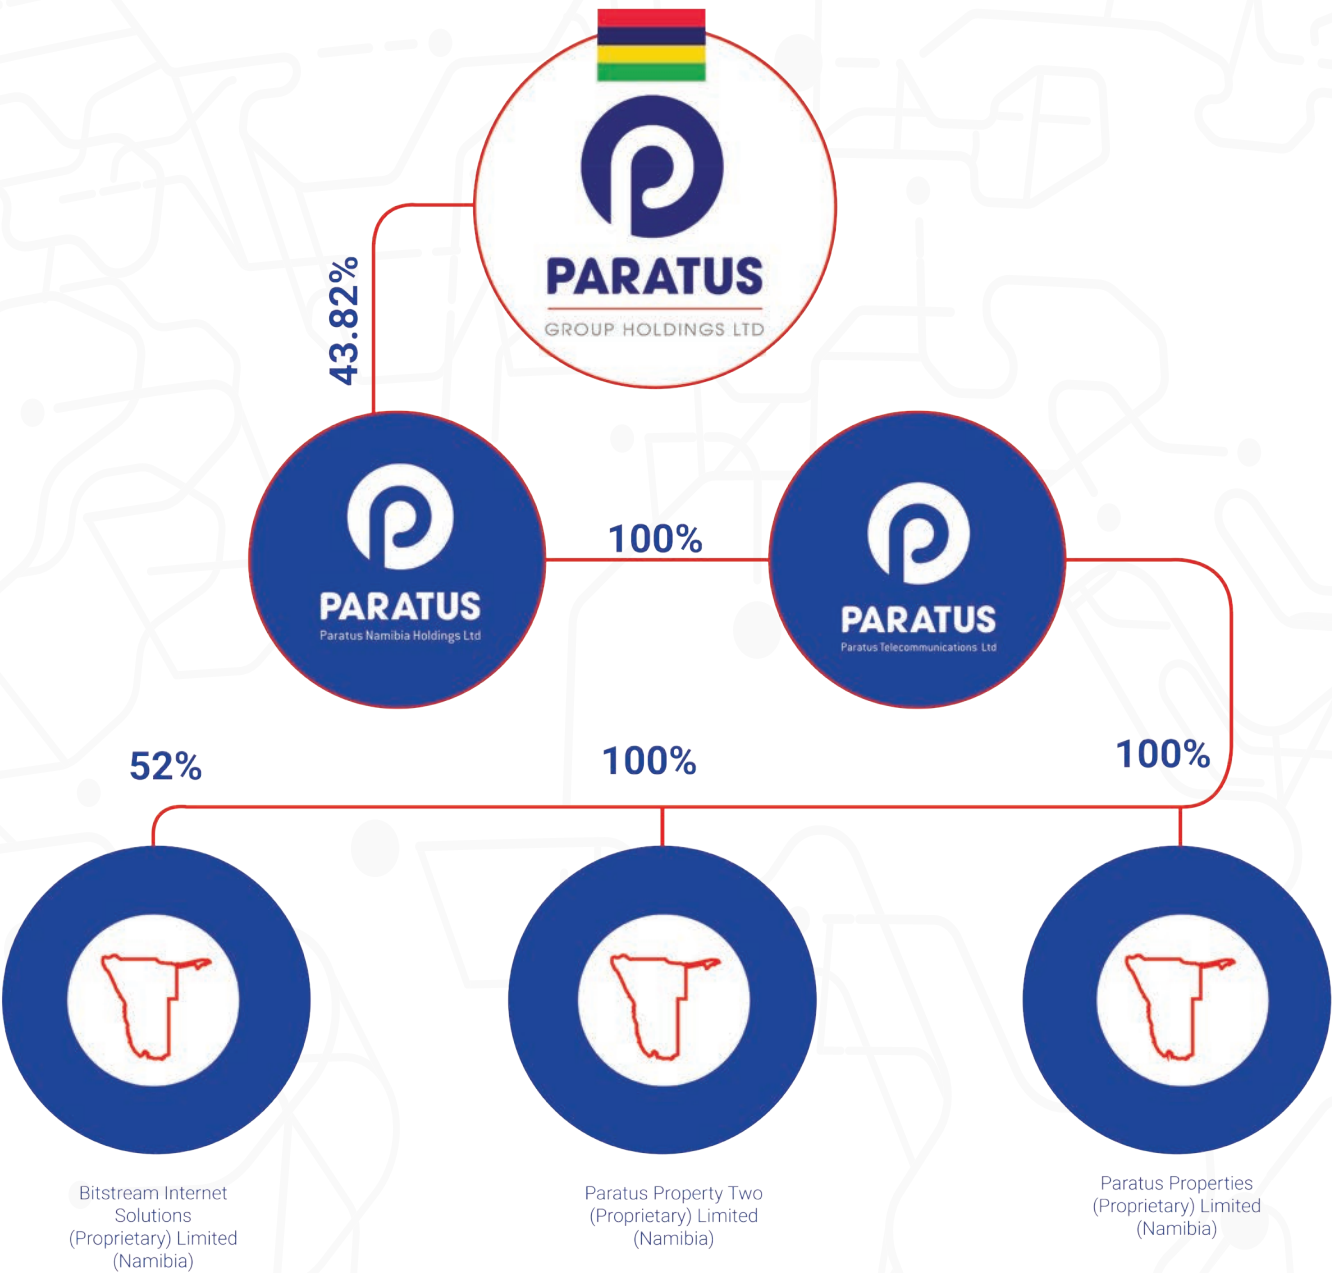 PARATUS
GROUP HOLDINGS LTD
43.82%
PARATUS
Paratus Namibia Holdings Ltd
100%
PARATUS
Paratus Telecommunications Ltd
52%
100%
100%
Bitstream Internet
Solutions
(Proprietary) Limited
(Namibia)
Paratus Property Two
(Proprietary) Limited
(Namibia)
Paratus Properties
(Proprietary) Limited
(Namibia)